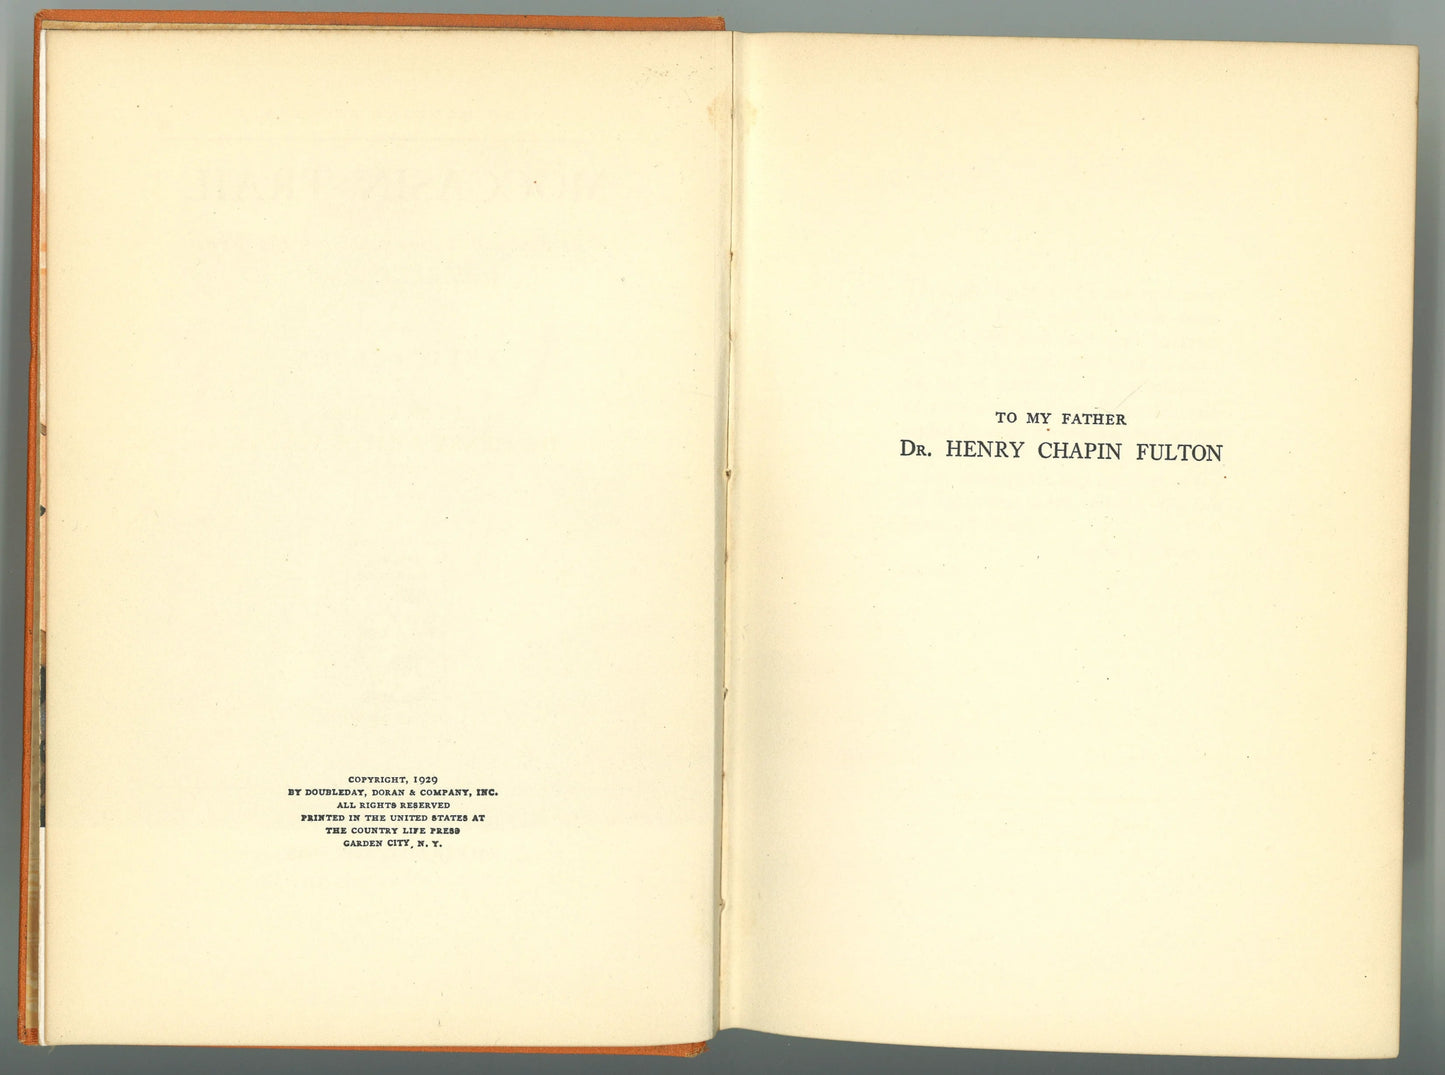 COPYRIGHT, 1929
BY DOUBLEDAY, DORAN & COMPANY, INC.
ALL RIGHTS RESERVED
PRINTED IN THE UNITED STATES AT
THE COUNTRY LIFE PRESS
GARDEN CITY, N. Y.
TO MY FATHER
DR. HENRY CHAPIN FULTON